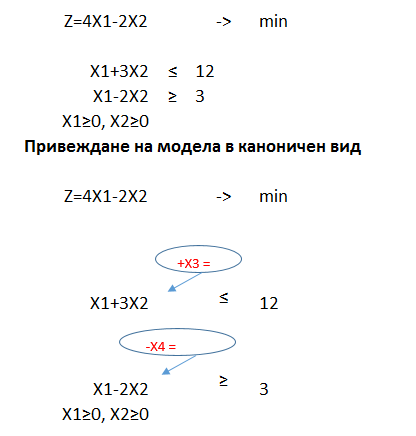 Z=4X1-2X2 -> min
X1+3X2 ≤ 12
X1-2X2 ≥ 3
X1≥0, X2≥0
Привеждане на модела в каноничен вид
Z=4X1-2X2 -> min
+X3 =
X1+3X2 ≤ 12
-X4 =
X1-2X2 ≥ 3
X1≥0, X2≥0